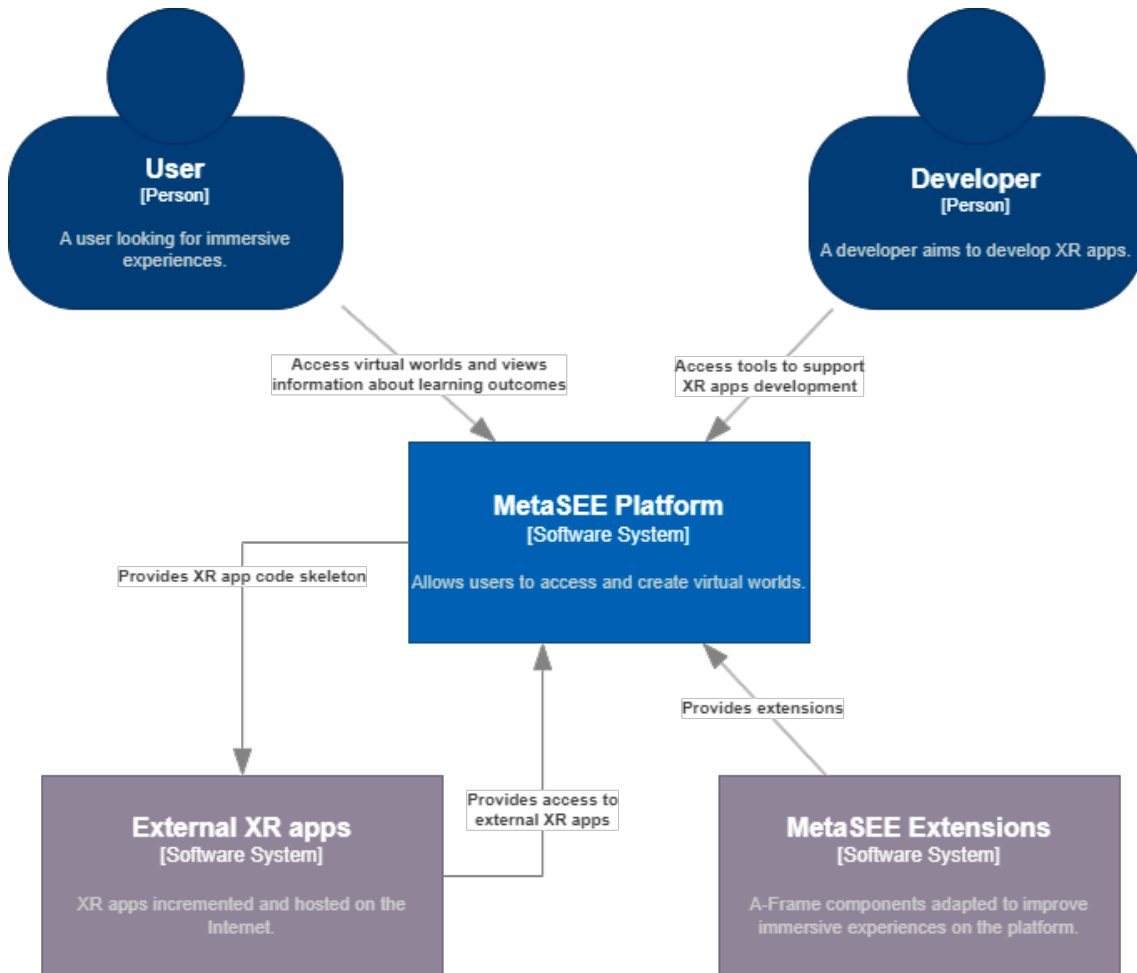 User
[Person]
A user looking for immersive
experiences.
Developer
[Person]
A developer aims to develop XR apps.
Access virtual worlds and views
information about learning outcomes
Access tools to support
XR apps development
MetaSEE Platform
[Software System]
Allows users to access and create virtual worlds.
Provides XR app code skeleton
Provides extensions
Provides access to
external XR apps
External XR apps
[Software System]
XR apps incremented and hosted on the
Internet.
MetaSEE Extensions
[Software System]
A-Frame components adapted to improve
immersive experiences on the platform.